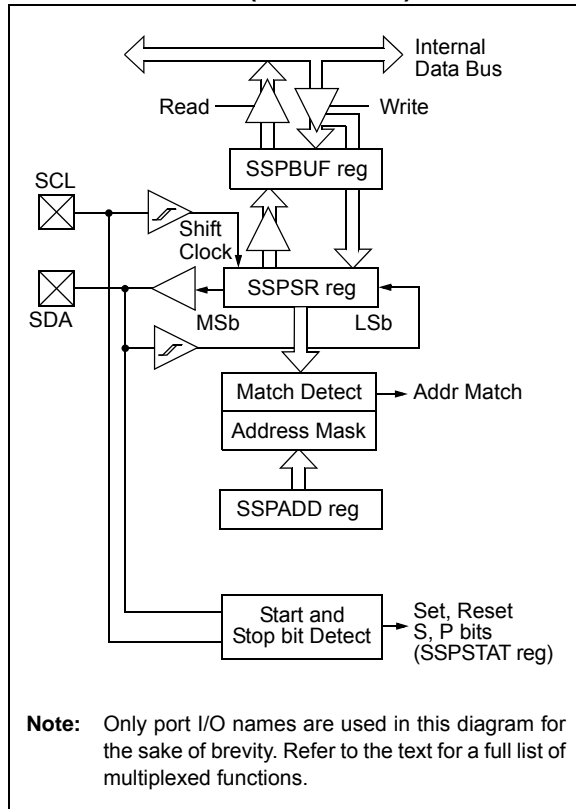 Internal
Data Bus
Read
Write
SSPBUF reg
SCL
Shift
Clock
SSPSR reg
SDA
MSb
LSb
Match Detect
Addr Match
Address Mask
SSPADD reg
Start and
Stop bit Detect
Set, Reset
S, P bits
(SSPSTAT reg)
Note: Only port I/O names are used in this diagram for
the sake of brevity. Refer to the text for a full list of
multiplexed functions.